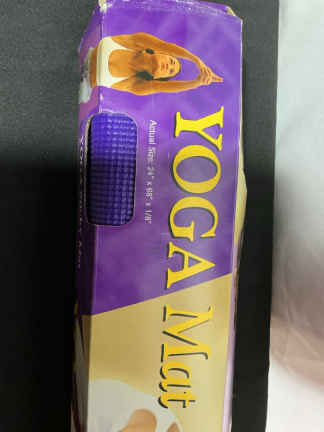 YOGA Mat
Actual Size: 24" x 68" x 1/8"